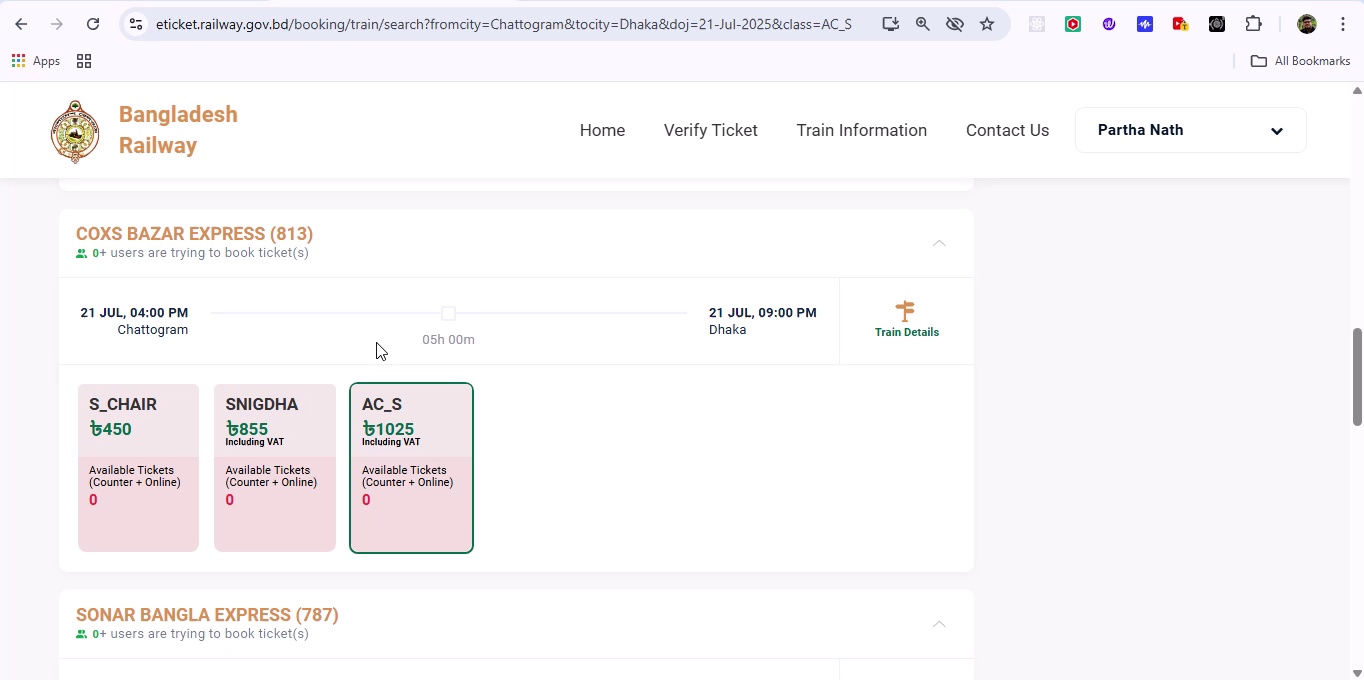 eticket.railway.gov.bd/booking/train/search?fromcity=Chattogram&tocity=Dhaka&doj=21-Jul-2025&class=AC_S
Apps
All Bookmarks
Bangladesh
Railway
Home
Verify Ticket
Train Information
Contact Us
Partha Nath
COXS BAZAR EXPRESS (813)
0+ users are trying to book ticket(s)
21 JUL, 04:00 PM
Chattogram
05h 00m
21 JUL, 09:00 PM
Dhaka
Train Details
S_CHAIR
৳450
Available Tickets
(Counter + Online)
0
SNIGDHA
৳855
Including VAT
Available Tickets
(Counter + Online)
0
AC_S
৳1025
Including VAT
Available Tickets
(Counter + Online)
0
SONAR BANGLA EXPRESS (787)
0+ users are trying to book ticket(s)